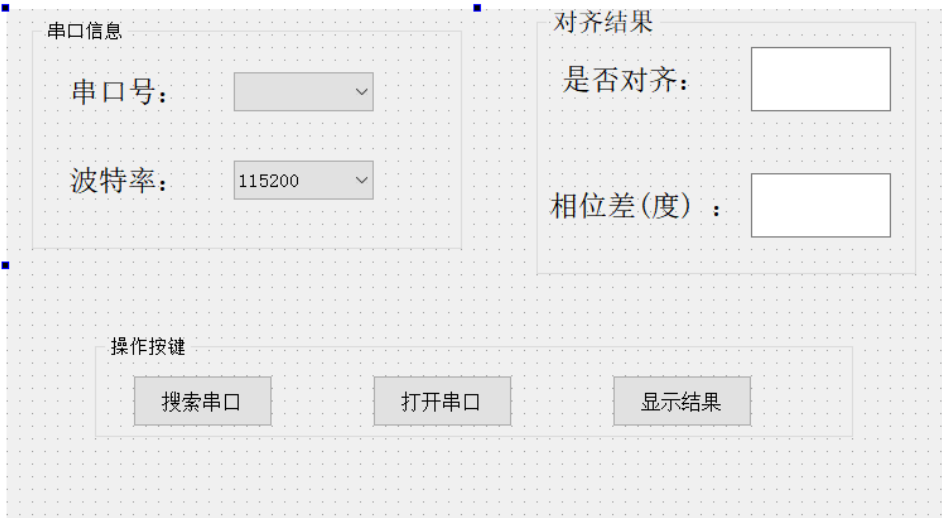 串口信息
串口号：
波特率：
115200
对齐结果
是否对齐：
相位差(度) ：
操作按键
搜索串口
打开串口
显示结果